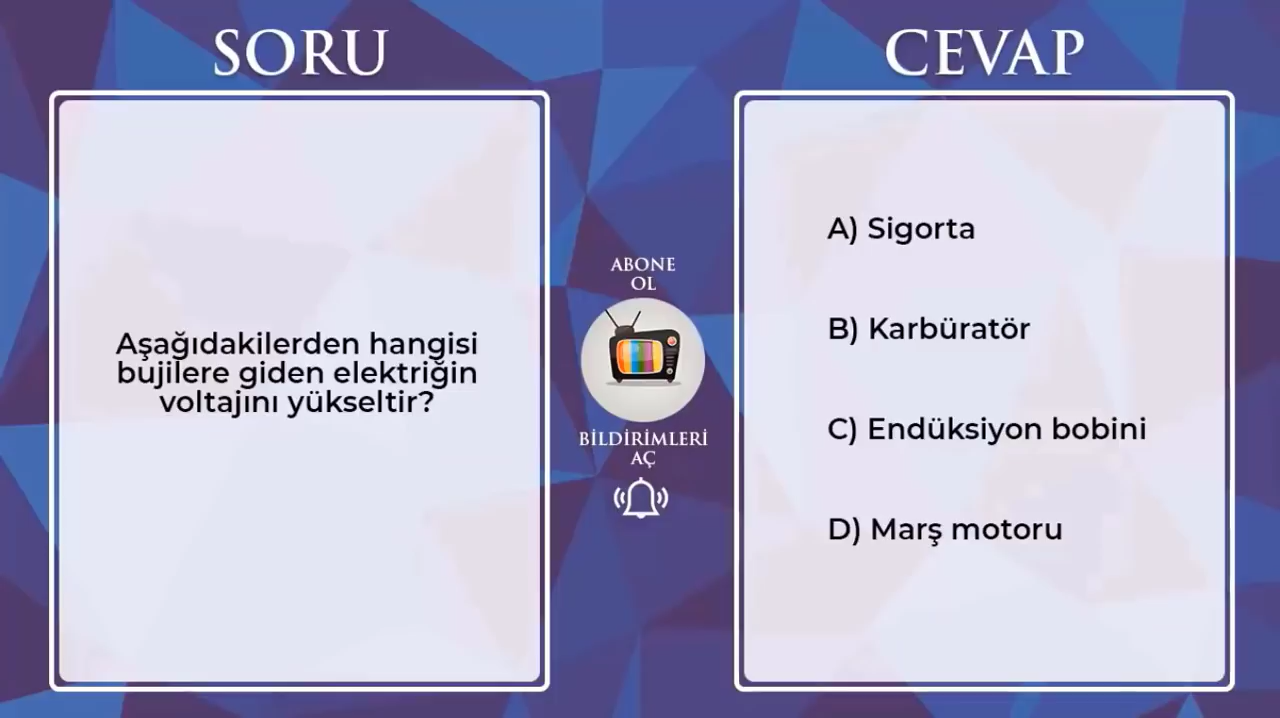 SORU
CEVAP
Aşağıdakilerden hangisi
bujilere giden elektriğin
voltajını yükseltir?
ABONE
OL
BİLDİRİMLERİ
AÇ
A) Sigorta
B) Karbüratör
C) Endüksiyon bobini
D) Marş motoru